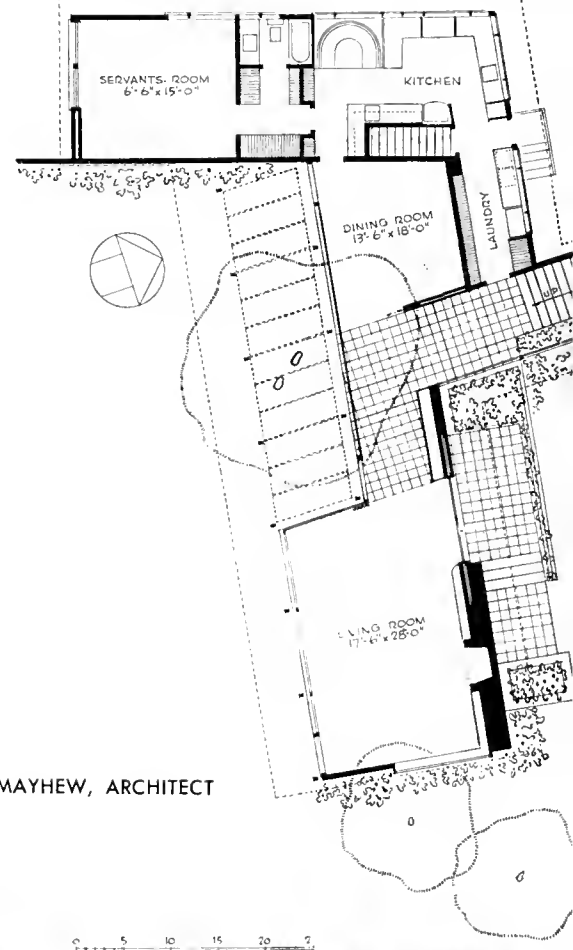 SERVANTS· ROOM
6'-6" x 15'-0"
KITCHEN
DINING ROOM
13'-6" x 18'-0"
LAUNDRY
UP
ROOM
17'-6" x 28'-0"
MAYHEW, ARCHITECT
0 5 10 15 20